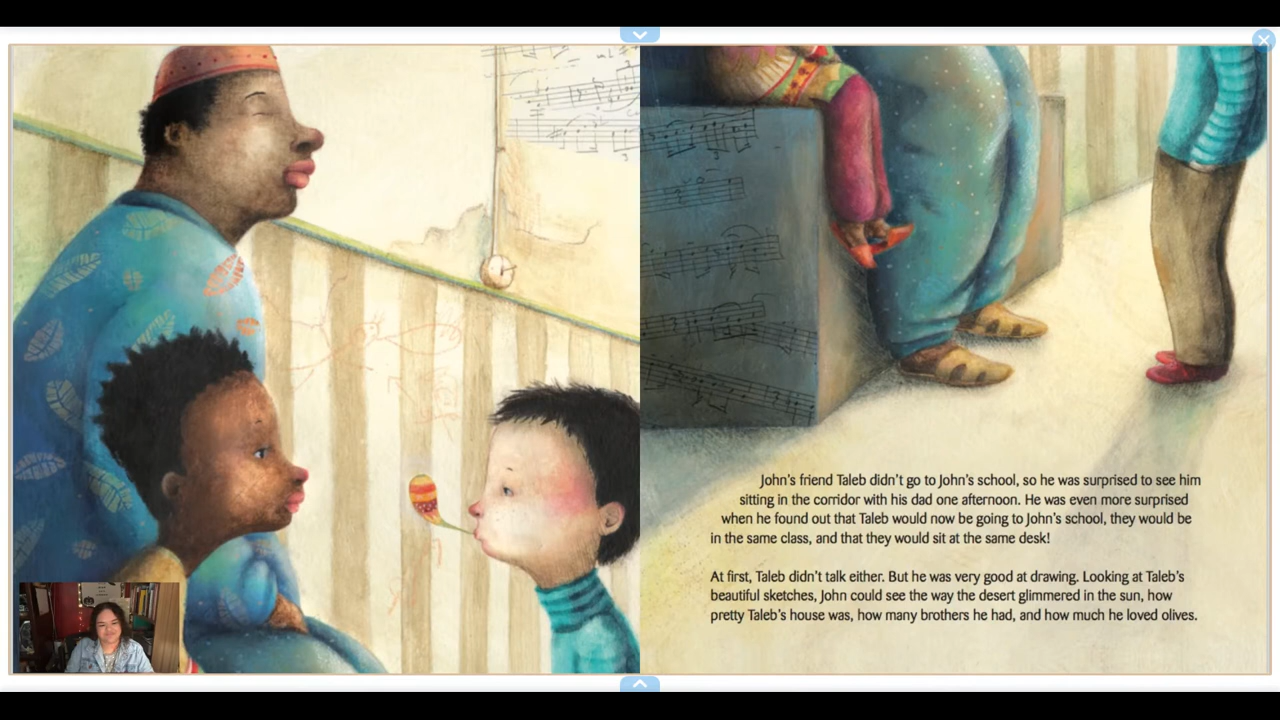 John's friend Taleb didn't go to John's school, so he was surprised to see him
sitting in the corridor with his dad one afternoon. He was even more surprised
when he found out that Taleb would now be going to John's school, they would be
in the same class, and that they would sit at the same desk!
At first, Taleb didn't talk either. But he was very good at drawing. Looking at Taleb's
beautiful sketches, John could see the way the desert glimmered in the sun, how
pretty Taleb's house was, how many brothers he had, and how much he loved olives.